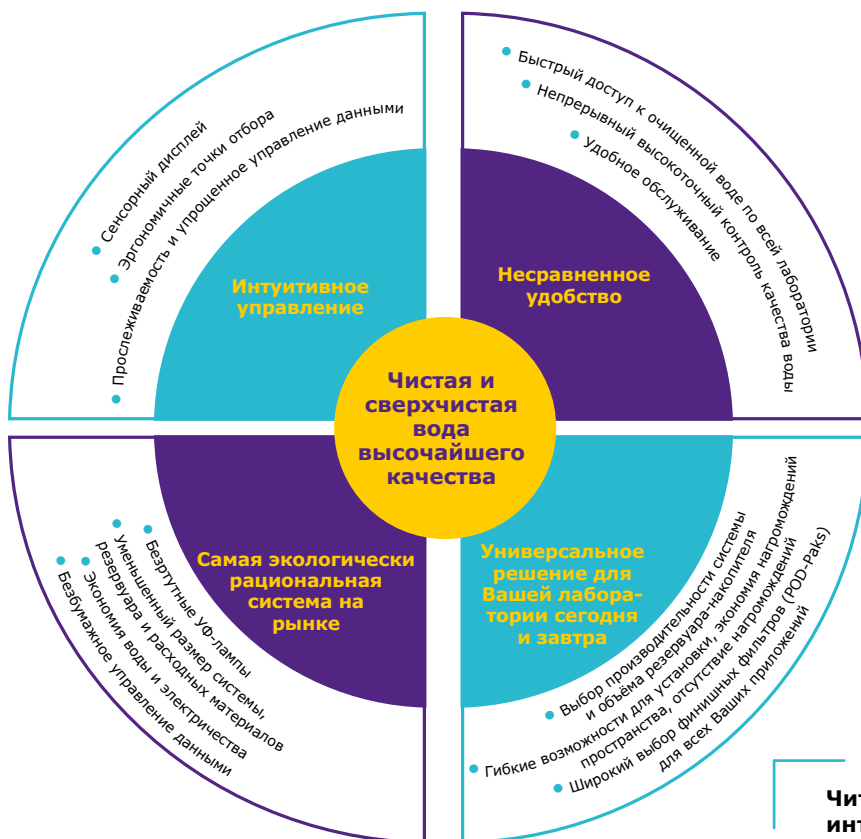 Сенсорный дисплей
Эргономичные точки отбора
Прослеживаемость и упрощенное управление данными
Интуитивное
управление
Быстрый доступ к очищенной воде по всей лаборатории
Непрерывный высокоточный контроль качества воды
Удобное обслуживание
Несравненное
удобство
Чистая и
сверхчистая
вода
высочайшего
качества
Самая экологически
рациональная
система на
рынке
Безртутные УФ-лампы
Уменьшенный размер системы,
резервуара и расходных материалов
Экономия воды и электричества
Безбумажное управление данными
Универсальное
решение для
Вашей лабора-
тории сегодня
и завтра
Выбор производительности системы
и объёма резервуара-накопителя
Гибкие возможности для установки, экономия нагромождений
пространства, отсутствие нагромождений
Широкий выбор финишных фильтров (POD-Paks)
для всех Ваших приложений
Чит
инт